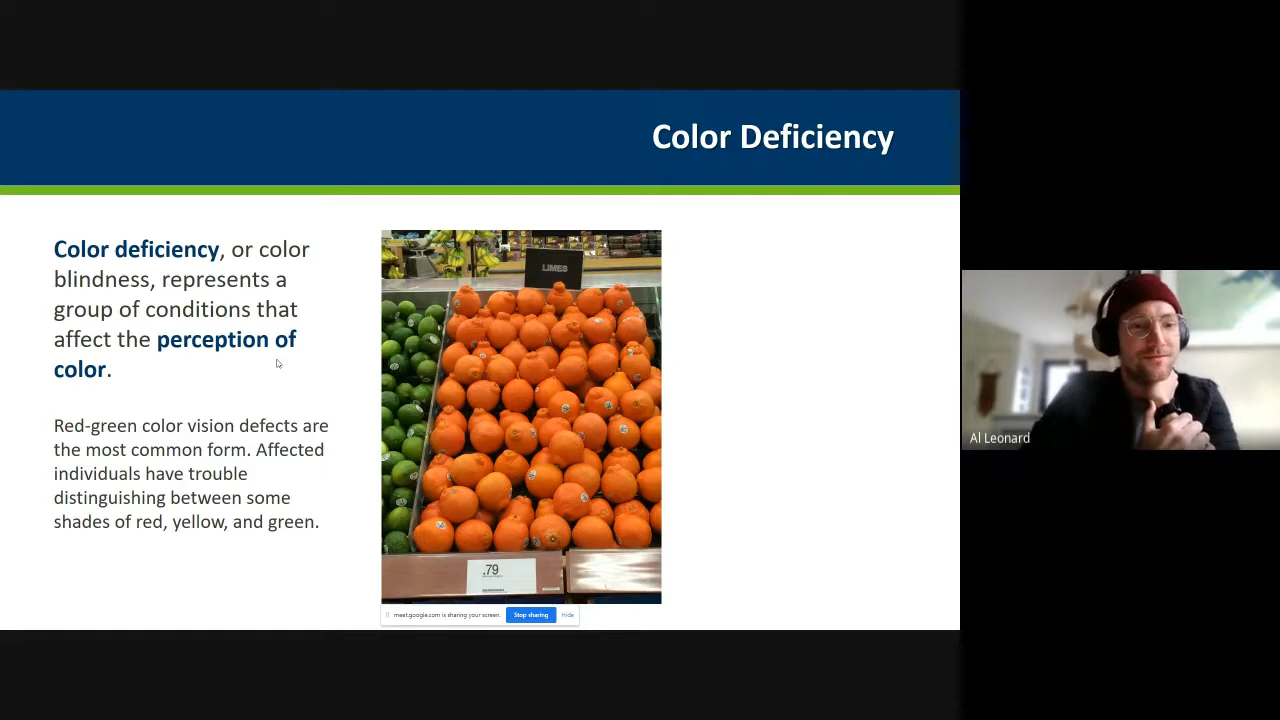 Color Deficiency
Color deficiency, or color
blindness, represents a
group of conditions that
affect the perception of
color.
Red-green color vision defects are
the most common form. Affected
individuals have trouble
distinguishing between some
shades of red, yellow, and green.
LIMES
.79
meet.google.com is sharing your screen.
Stop sharing
Hide
Al Leonard